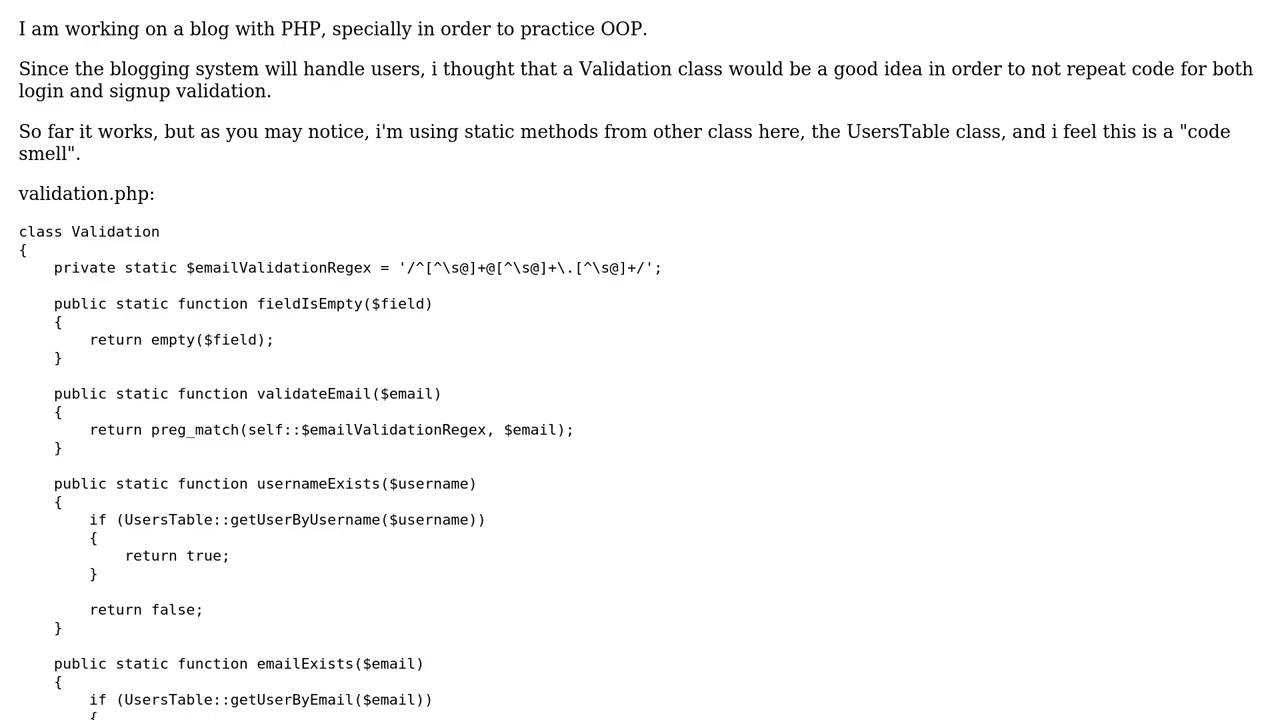 I am working on a blog with PHP, specially in order to practice OOP.
Since the blogging system will handle users, i thought that a Validation class would be a good idea in order to not repeat code for both
login and signup validation.
So far it works, but as you may notice, i'm using static methods from other class here, the UsersTable class, and i feel this is a "code
smell".
validation.php:
class Validation
{
    private static $emailValidationRegex = '/^[^\s@]+@[^\s@]+\.[^\s@]+/';
    public static function fieldIsEmpty($field)
    {
        return empty($field);
    }
    public static function validateEmail($email)
    {
        return preg_match(self::$emailValidationRegex, $email);
    }
    public static function usernameExists($username)
    {
        if (UsersTable::getUserByUsername($username))
        {
            return true;
        }
        return false;
    }
    public static function emailExists($email)
    {
        if (UsersTable::getUserByEmail($email))
        {